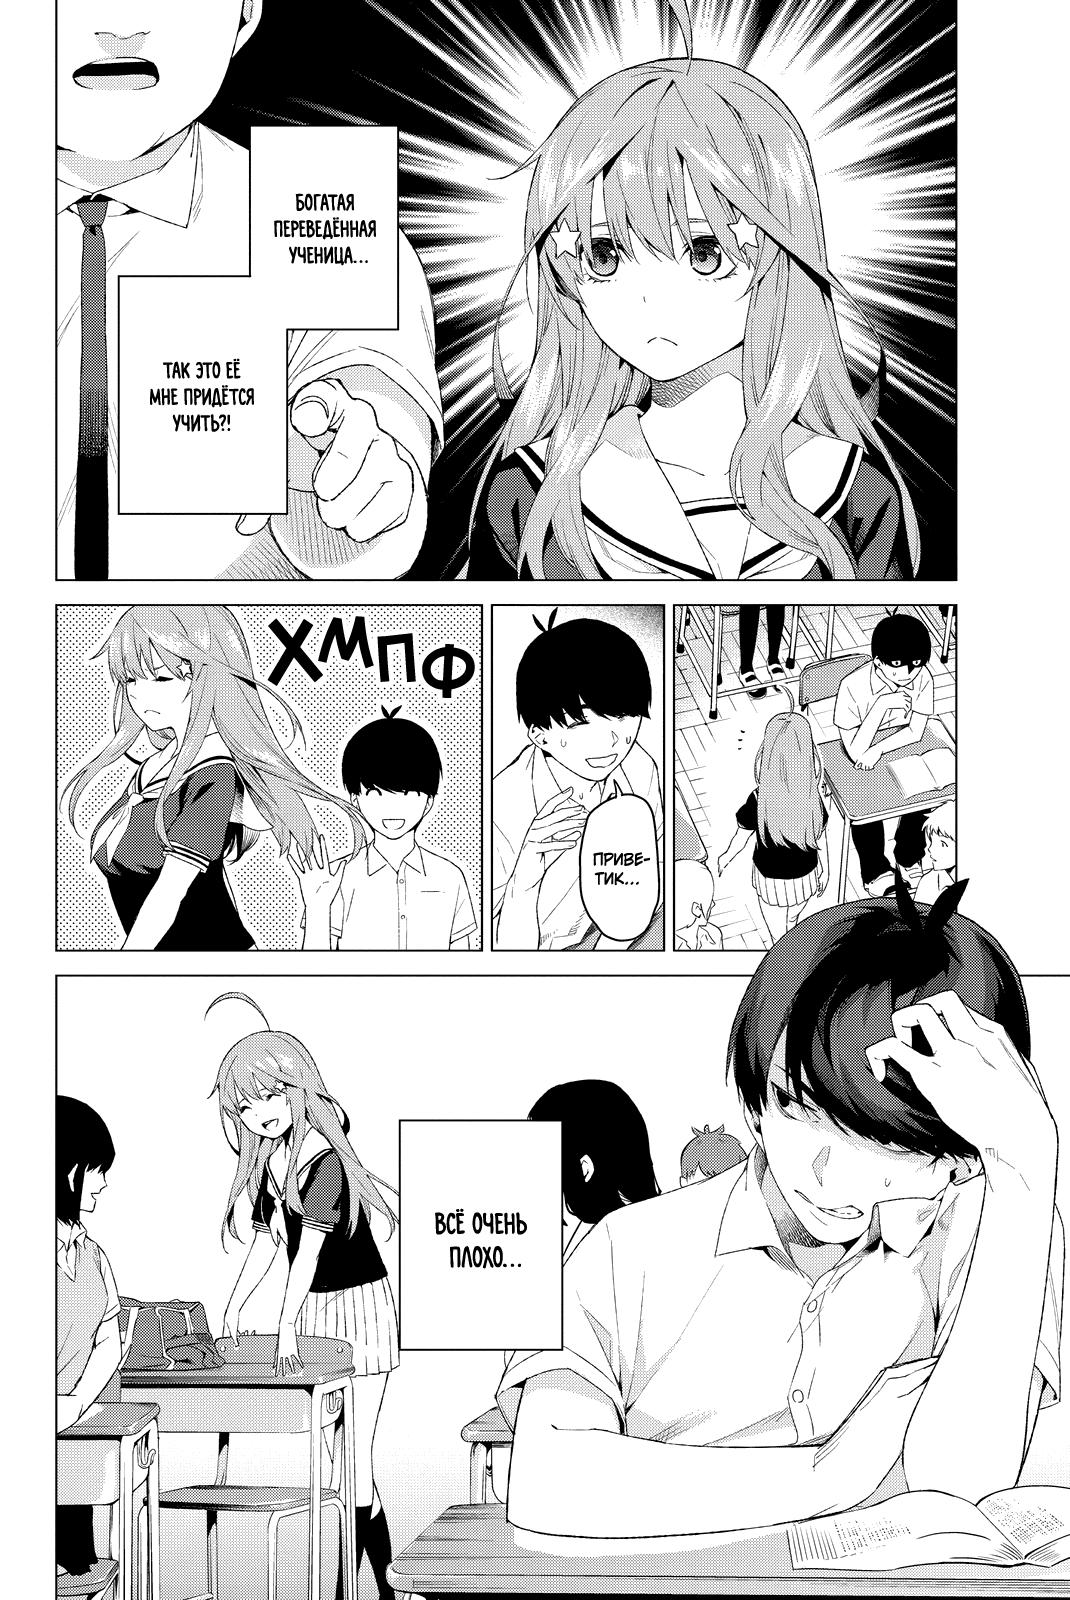 БОГАТАЯ
ПЕРЕВЕДЁННАЯ
УЧЕНИЦА...
ТАК ЭТО ЕЁ
МНЕ ПРИДЁТСЯ
УЧИТЬ?!
ХМПФ
ПРИВЕ-
ТИК...
ВСЁ ОЧЕНЬ
ПЛОХО...